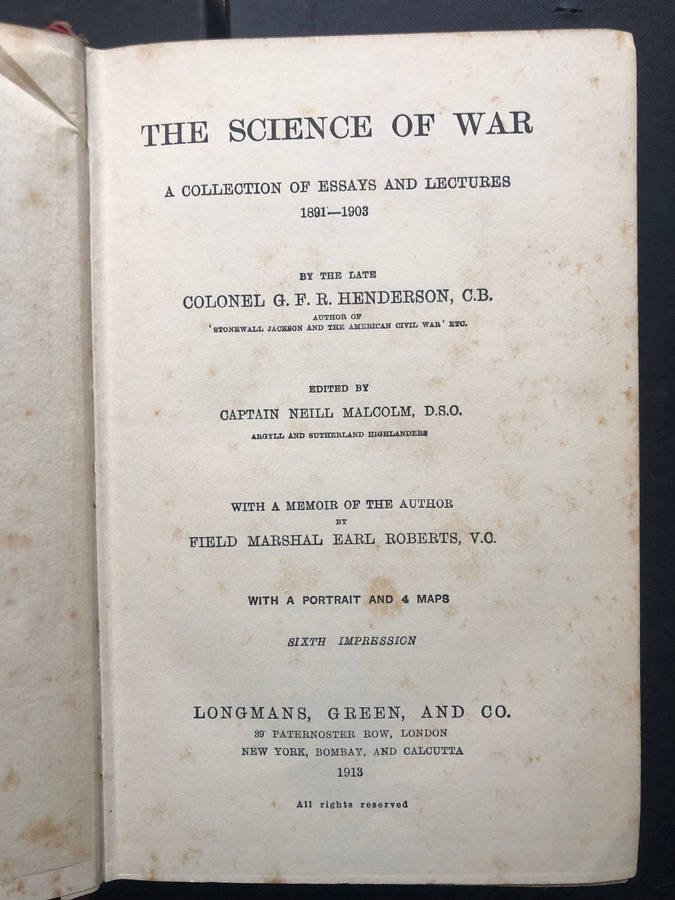 THE SCIENCE OF WAR
A COLLECTION OF ESSAYS AND LECTURES
1891—1903
BY THE LATE
COLONEL G. F. R. HENDERSON, C.B.
AUTHOR OF
'STONEWALL JACKSON AND THE AMERICAN CIVIL WAR' ETC.
EDITED BY
CAPTAIN NEILL MALCOLM, D.S.O.
ARGYLL AND SUTHERLAND HIGHLANDERS
WITH A MEMOIR OF THE AUTHOR
BY
FIELD MARSHAL EARL ROBERTS, V.C.
WITH A PORTRAIT AND 4 MAPS
SIXTH IMPRESSION
LONGMANS, GREEN, AND CO.
39 PATERNOSTER ROW, LONDON
NEW YORK, BOMBAY, AND CALCUTTA
1913
All rights reserved